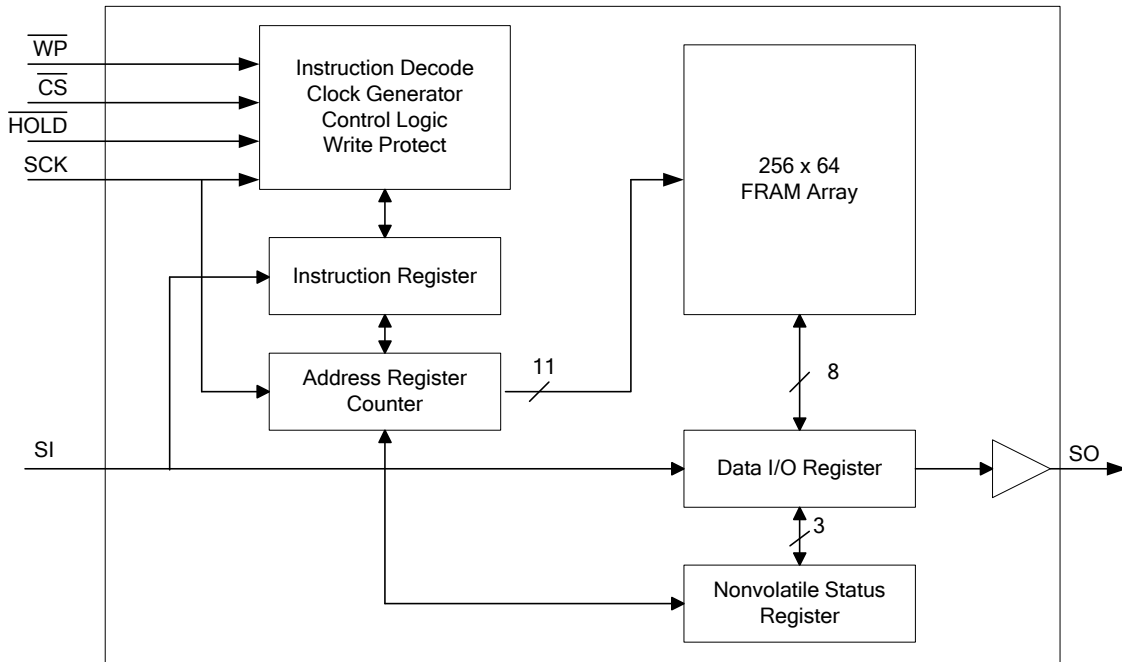 WP
CS
HOLD
SCK
Instruction Decode
Clock Generator
Control Logic
Write Protect
256 x 64
FRAM Array
Instruction Register
Address Register
Counter
11
8
SI
Data I/O Register
SO
3
Nonvolatile Status
Register